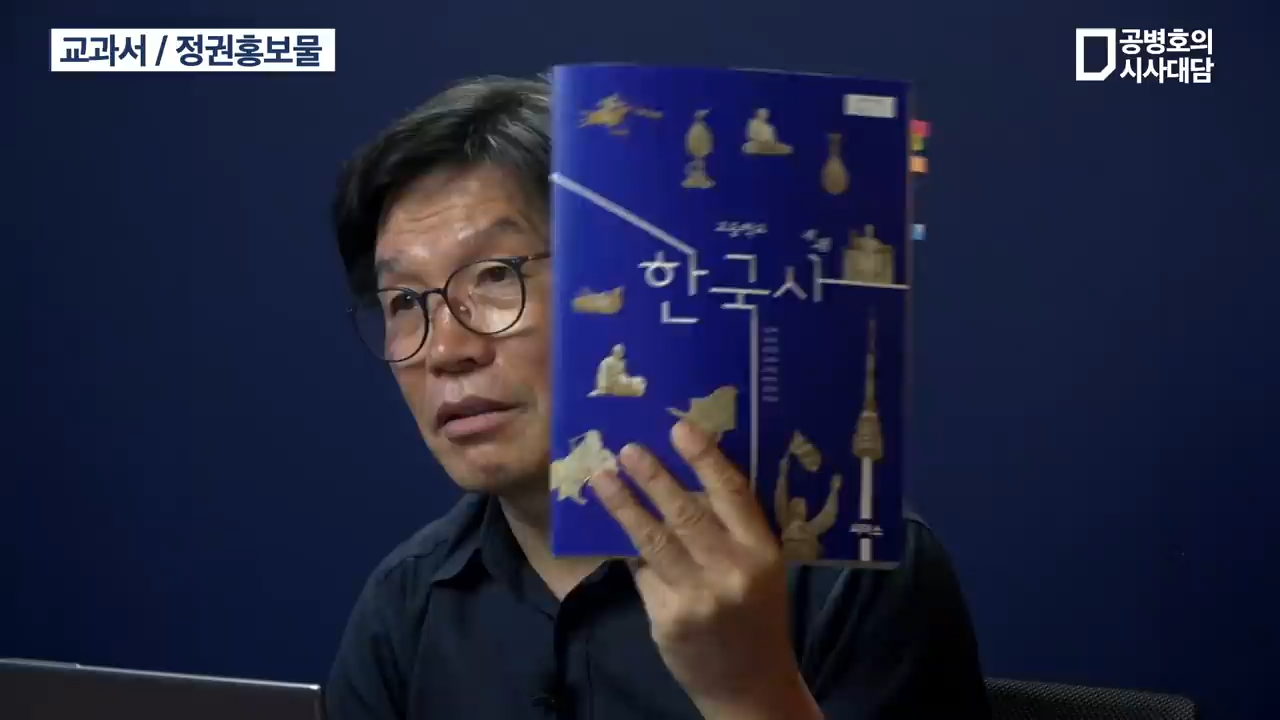 교과서 / 정권홍보물
공병호의
시사대담
고등학교
한국사